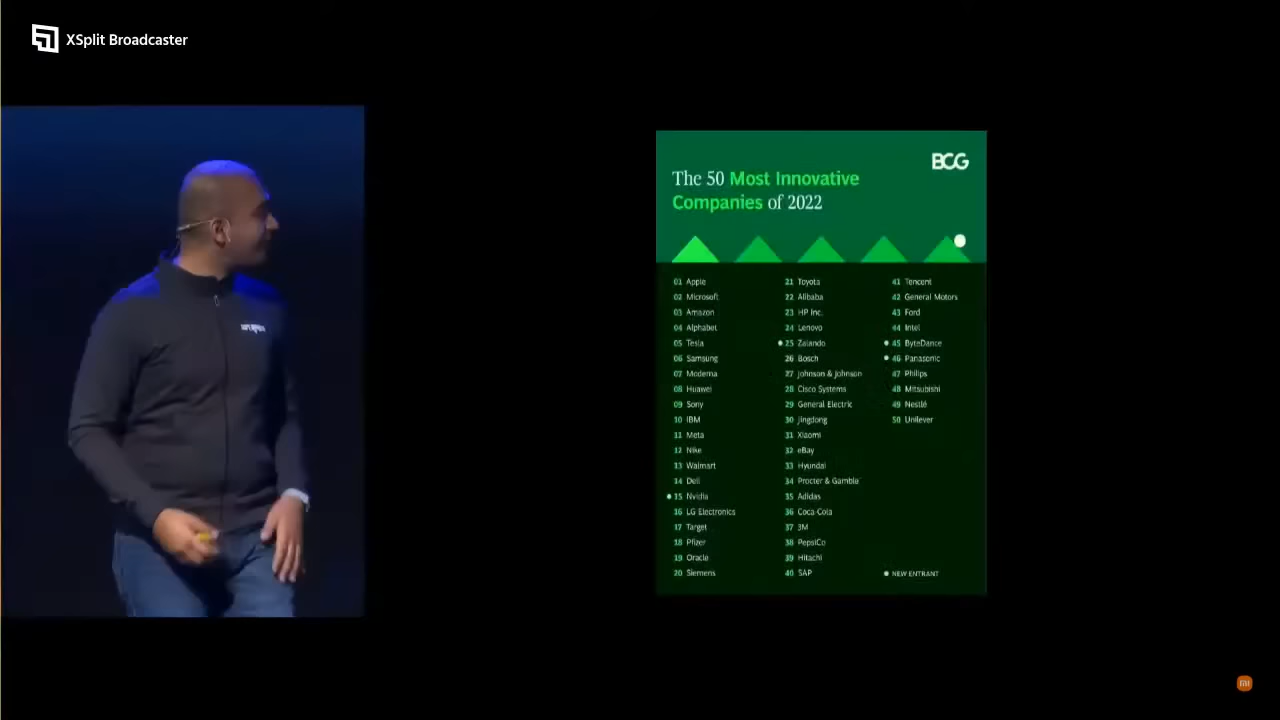 XSplit Broadcaster
BCG
The 50 Most Innovative
Companies of 2022
01 Apple
02 Microsoft
03 Amazon
04 Alphabet
05 Tesla
06 Samsung
07 Moderna
08 Huawei
09 Sony
10 IBM
11 Meta
12 Nike
13 Walmart
14 Dell
15 Nvidia
16 LG Electronics
17 Target
18 Pfizer
19 Oracle
20 Siemens
21 Toyota
22 Alibaba
23 HP Inc.
24 Lenovo
25 Zalando
26 Bosch
27 Johnson & Johnson
28 Cisco Systems
29 General Electric
30 Jingdong
31 Xiaomi
32 eBay
33 Hyundai
34 Procter & Gamble
35 Adidas
36 Coca-Cola
37 3M
38 PepsiCo
39 Hitachi
40 SAP
41 Tencent
42 General Motors
43 Ford
44 Intel
45 ByteDance
46 Panasonic
47 Philips
48 Mitsubishi
49 Nestlé
50 Unilever
NEW ENTRANT
mi